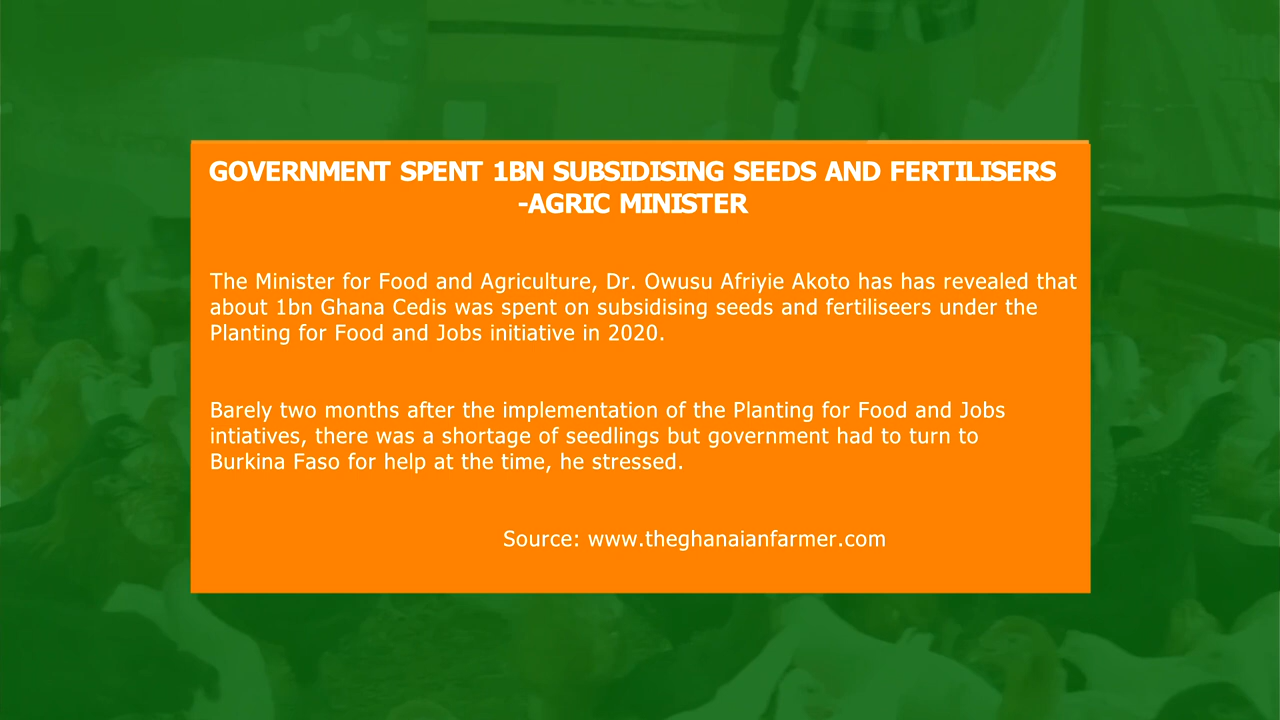 GOVERNMENT SPENT 1BN SUBSIDISING SEEDS AND FERTILISERS
-AGRIC MINISTER
The Minister for Food and Agriculture, Dr. Owusu Afriyie Akoto has has revealed that
about 1bn Ghana Cedis was spent on subsidising seeds and fertiliseers under the
Planting for Food and Jobs initiative in 2020.
Barely two months after the implementation of the Planting for Food and Jobs
intiatives, there was a shortage of seedlings but government had to turn to
Burkina Faso for help at the time, he stressed.
Source: www.theghanaianfarmer.com